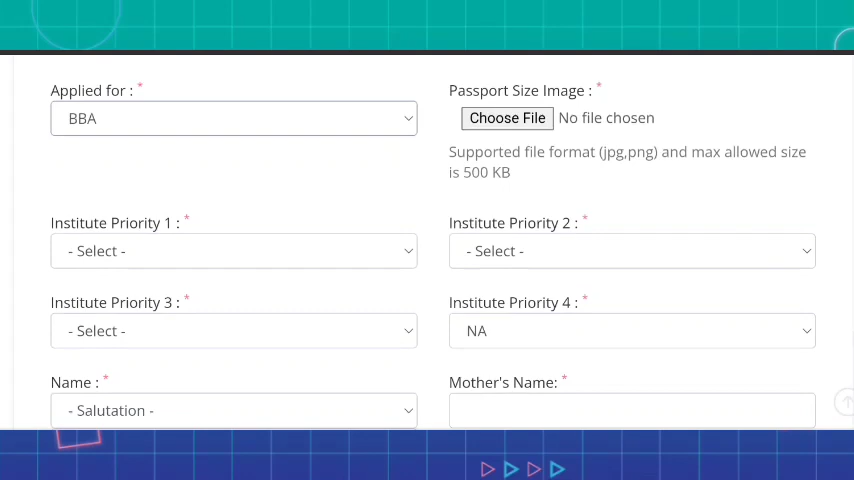 Applied for : *
BBA
Passport Size Image : *
Choose File No file chosen
Supported file format (jpg,png) and max allowed size
is 500 KB
Institute Priority 1 : *
- Select -
Institute Priority 2 : *
- Select -
Institute Priority 3 : *
- Select -
Institute Priority 4 : *
NA
Name : *
- Salutation -
Mother's Name: *